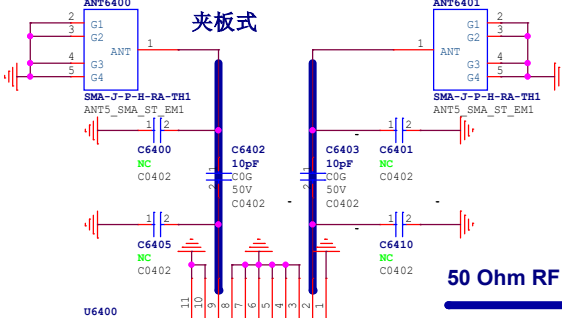 ANT6400
ANT6401
夹板式
2
G1
3
G2
ANT
1
4
G3
5
G4
SMA-J-P-H-RA-TH1
ANT5_SMA_ST_EM1
G1
2
G2
3
1
ANT
G3
4
G4
5
SMA-J-P-H-RA-TH1
ANT5_SMA_ST_EM1
1 2
C6400
NC
C0402
C6402
10pF
C0G
50V
C0402
1
2
C6403
10pF
C0G
50V
C0402
1
2
1 2
C6401
NC
C0402
1 2
C6405
NC
C0402
1 2
C6410
NC
C0402
50 Ohm RF
U6400
11
10
9
8
7
6
5
4
3
2
1